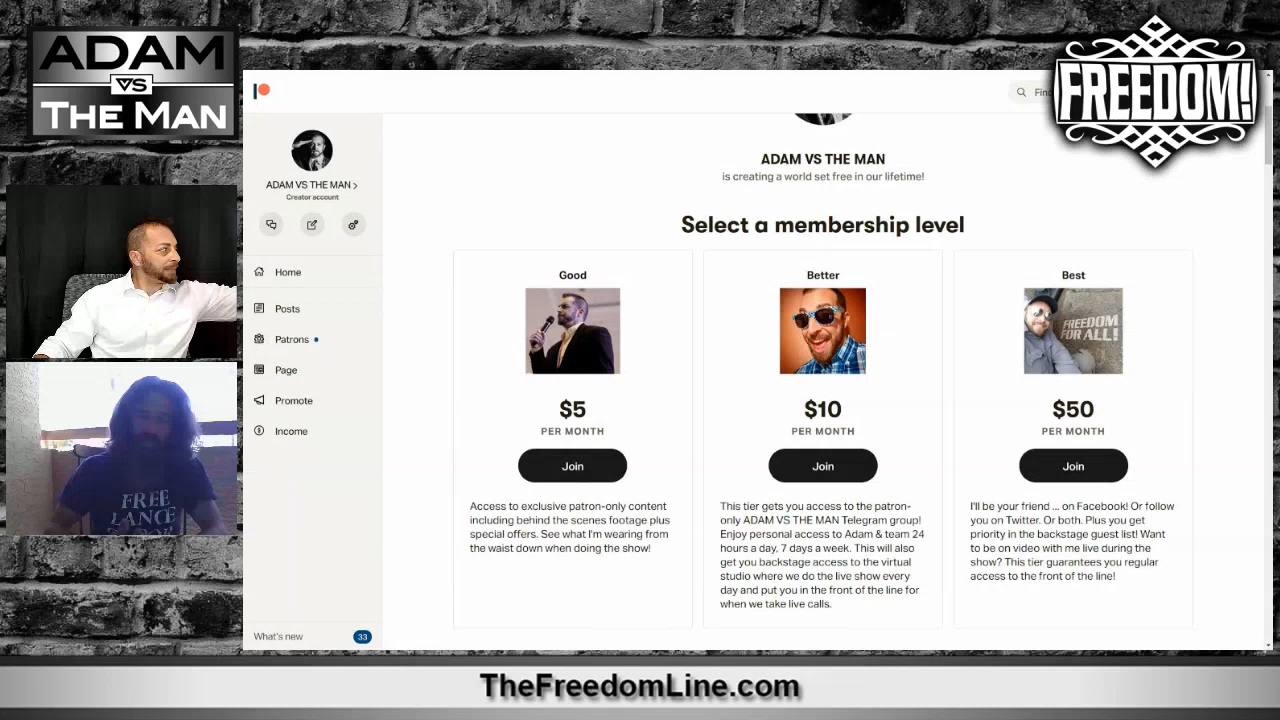 ADAM
VS
THE MAN
FREEDOM!
ADAM VS THE MAN
Creator account
Home
Posts
Patrons
Page
Promote
Income
What's new
33
ADAM VS THE MAN
is creating a world set free in our lifetime!
Select a membership level
Good
$5
PER MONTH
Join
Access to exclusive patron-only content
including behind the scenes footage plus
special offers. See what I'm wearing from
the waist down when doing the show!
Better
$10
PER MONTH
Join
This tier gets you access to the patron-
only ADAM VS THE MAN Telegram group!
Enjoy personal access to Adam & team 24
hours a day, 7 days a week. This will also
get you backstage access to the virtual
studio where we do the live show every
day and put you in the front of the line for
when we take live calls.
Best
FREEDOM
FOR ALL!
$50
PER MONTH
Join
I'll be your friend ... on Facebook! Or follow
you on Twitter. Or both. Plus you get
priority in the backstage guest list! Want
to be on video with me live during the
show? This tier guarantees you regular
access to the front of the line!
FREE
LANCE
TheFreedomLine.com